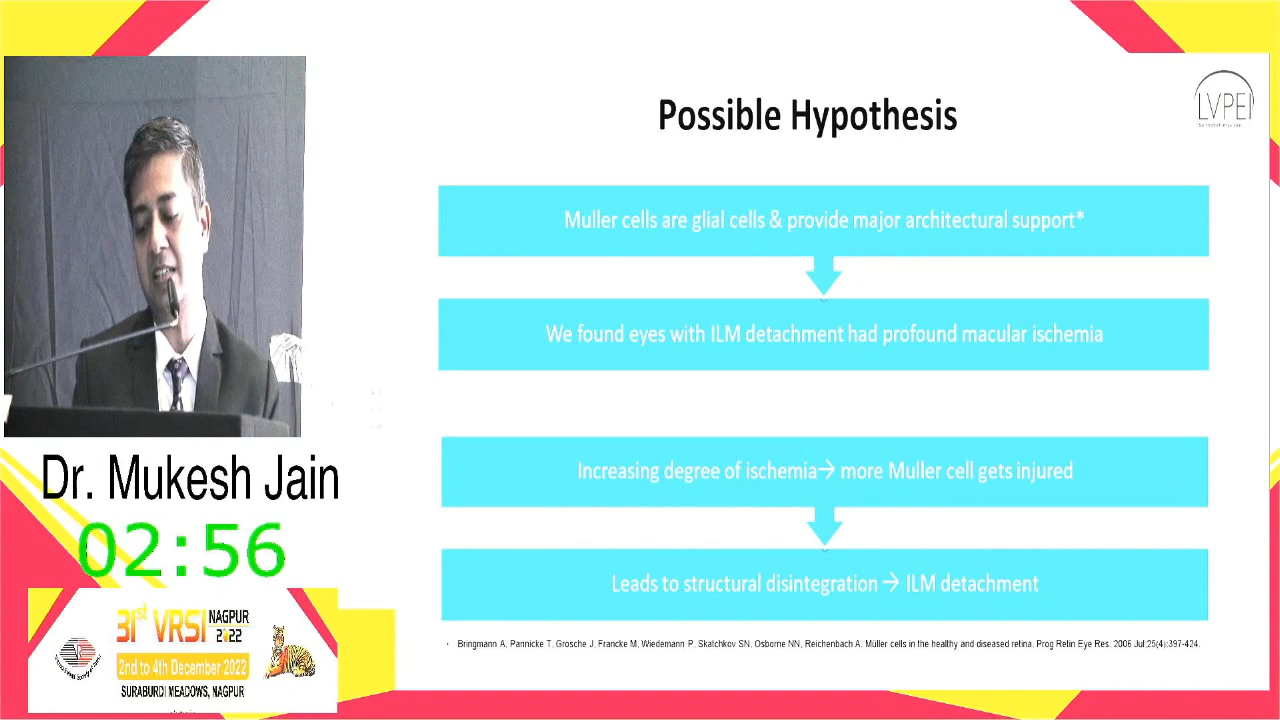 LVPEI
Possible Hypothesis
Muller cells are glial cells & provide major architectural support*
We found eyes with ILM detachment had profound macular ischemia
Increasing degree of ischemia→ more Muller cell gets injured
Leads to structural disintegration → ILM detachment
• Bringmann A, Pannicke T, Grosche J, Francke M, Wiedemann P, Skatchkov SN, Osborne NN, Reichenbach A. Müller cells in the healthy and diseased retina. Prog Retin Eye Res. 2006 Jul;25(4):397-424.
Dr. Mukesh Jain
02:56
31st VRSI NAGPUR
2022
2nd to 4th December 2022
SURABURDI MEADOWS, NAGPUR